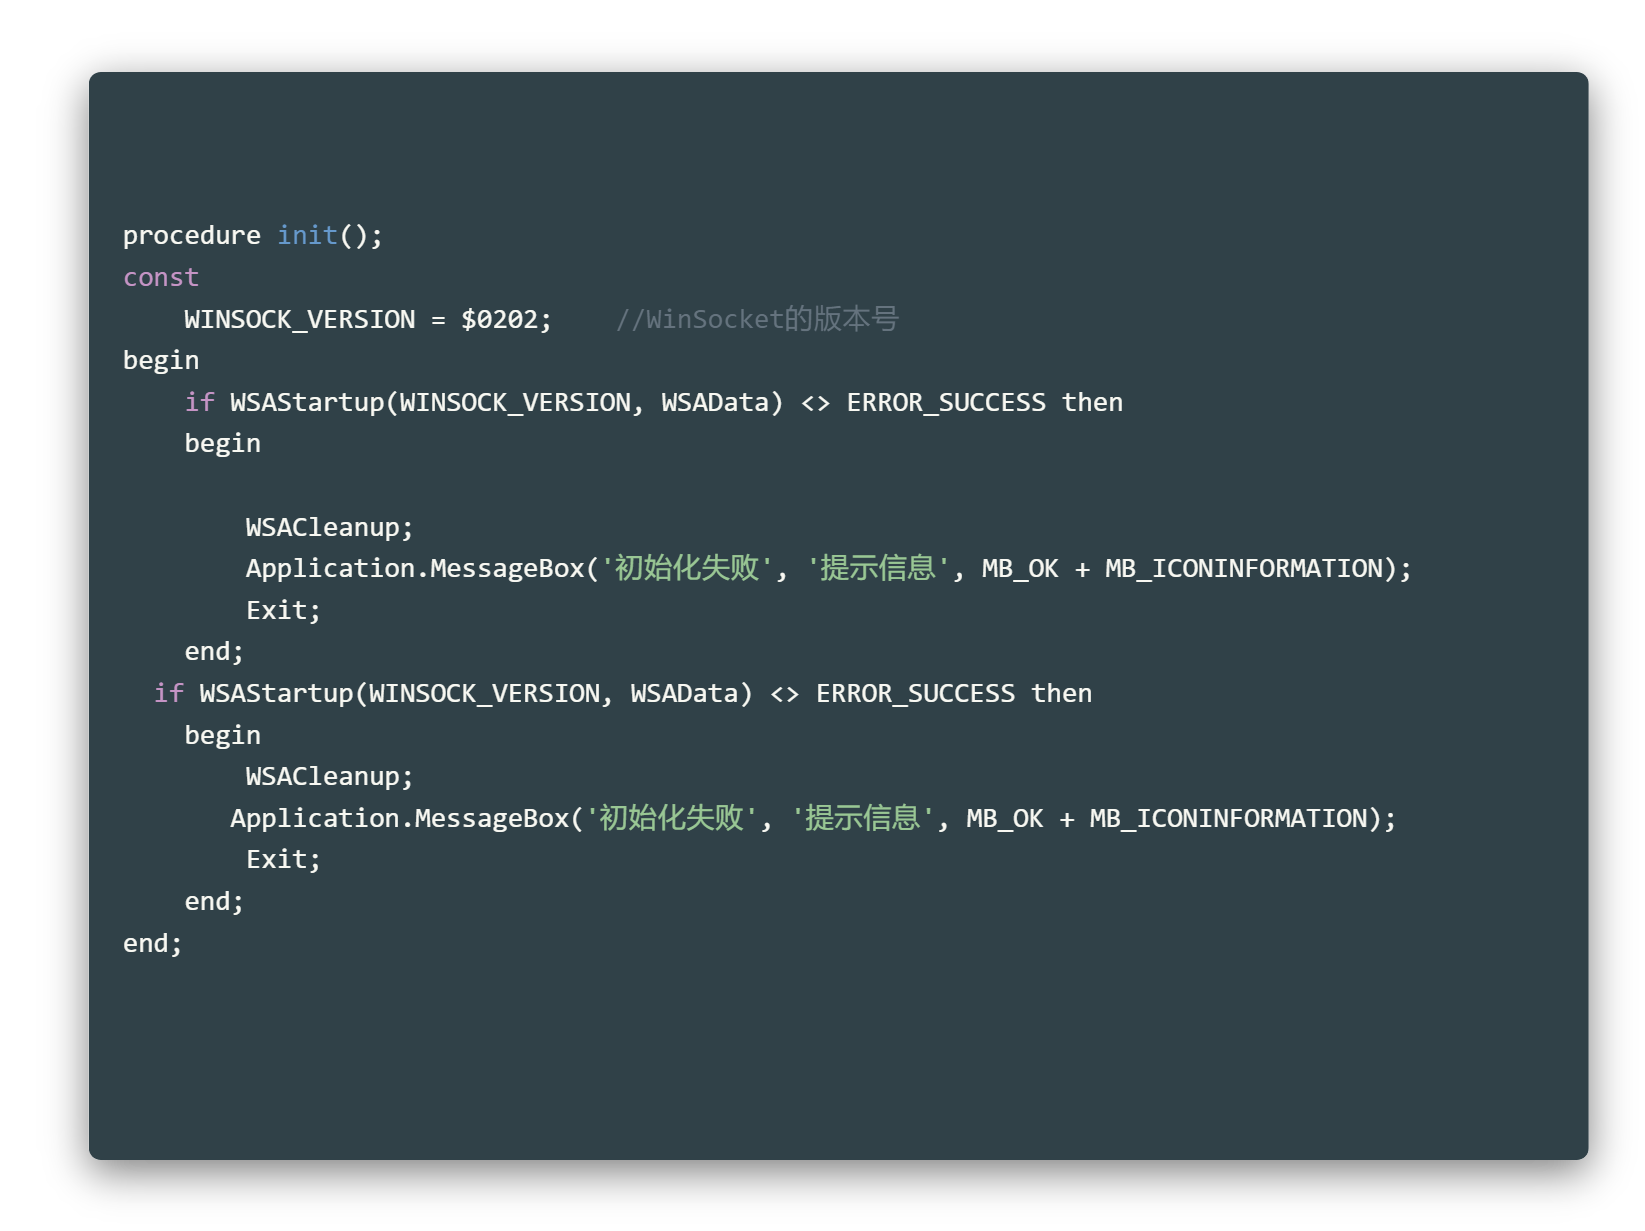 procedure init();
const
    WINSOCK_VERSION = $0202;    //WinSocket的版本号
begin
    if WSAStartup(WINSOCK_VERSION, WSAData) <> ERROR_SUCCESS then
    begin

        WSACleanup;
        Application.MessageBox('初始化失败', '提示信息', MB_OK + MB_ICONINFORMATION);
        Exit;
    end;
  if WSAStartup(WINSOCK_VERSION, WSAData) <> ERROR_SUCCESS then
    begin
        WSACleanup;
       Application.MessageBox('初始化失败', '提示信息', MB_OK + MB_ICONINFORMATION);
        Exit;
    end;
end;